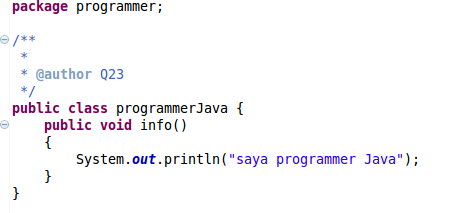 package programmer;
/**
*
* @author Q23
*/
public class programmerJava {
public void info()
{
System.out.println("saya programmer Java");
}
}